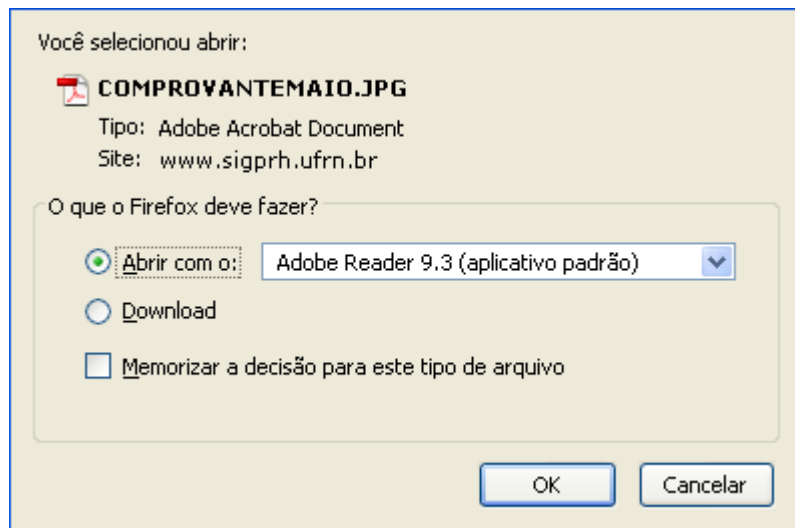 Você selecionou abrir:
COMPROVANTEMAIO.JPG
Tipo: Adobe Acrobat Document
Site: www.sigprh.ufrn.br
O que o Firefox deve fazer?
Abrir com o: Adobe Reader 9.3 (aplicativo padrão)
Download
Memorizar a decisão para este tipo de arquivo
OK Cancelar